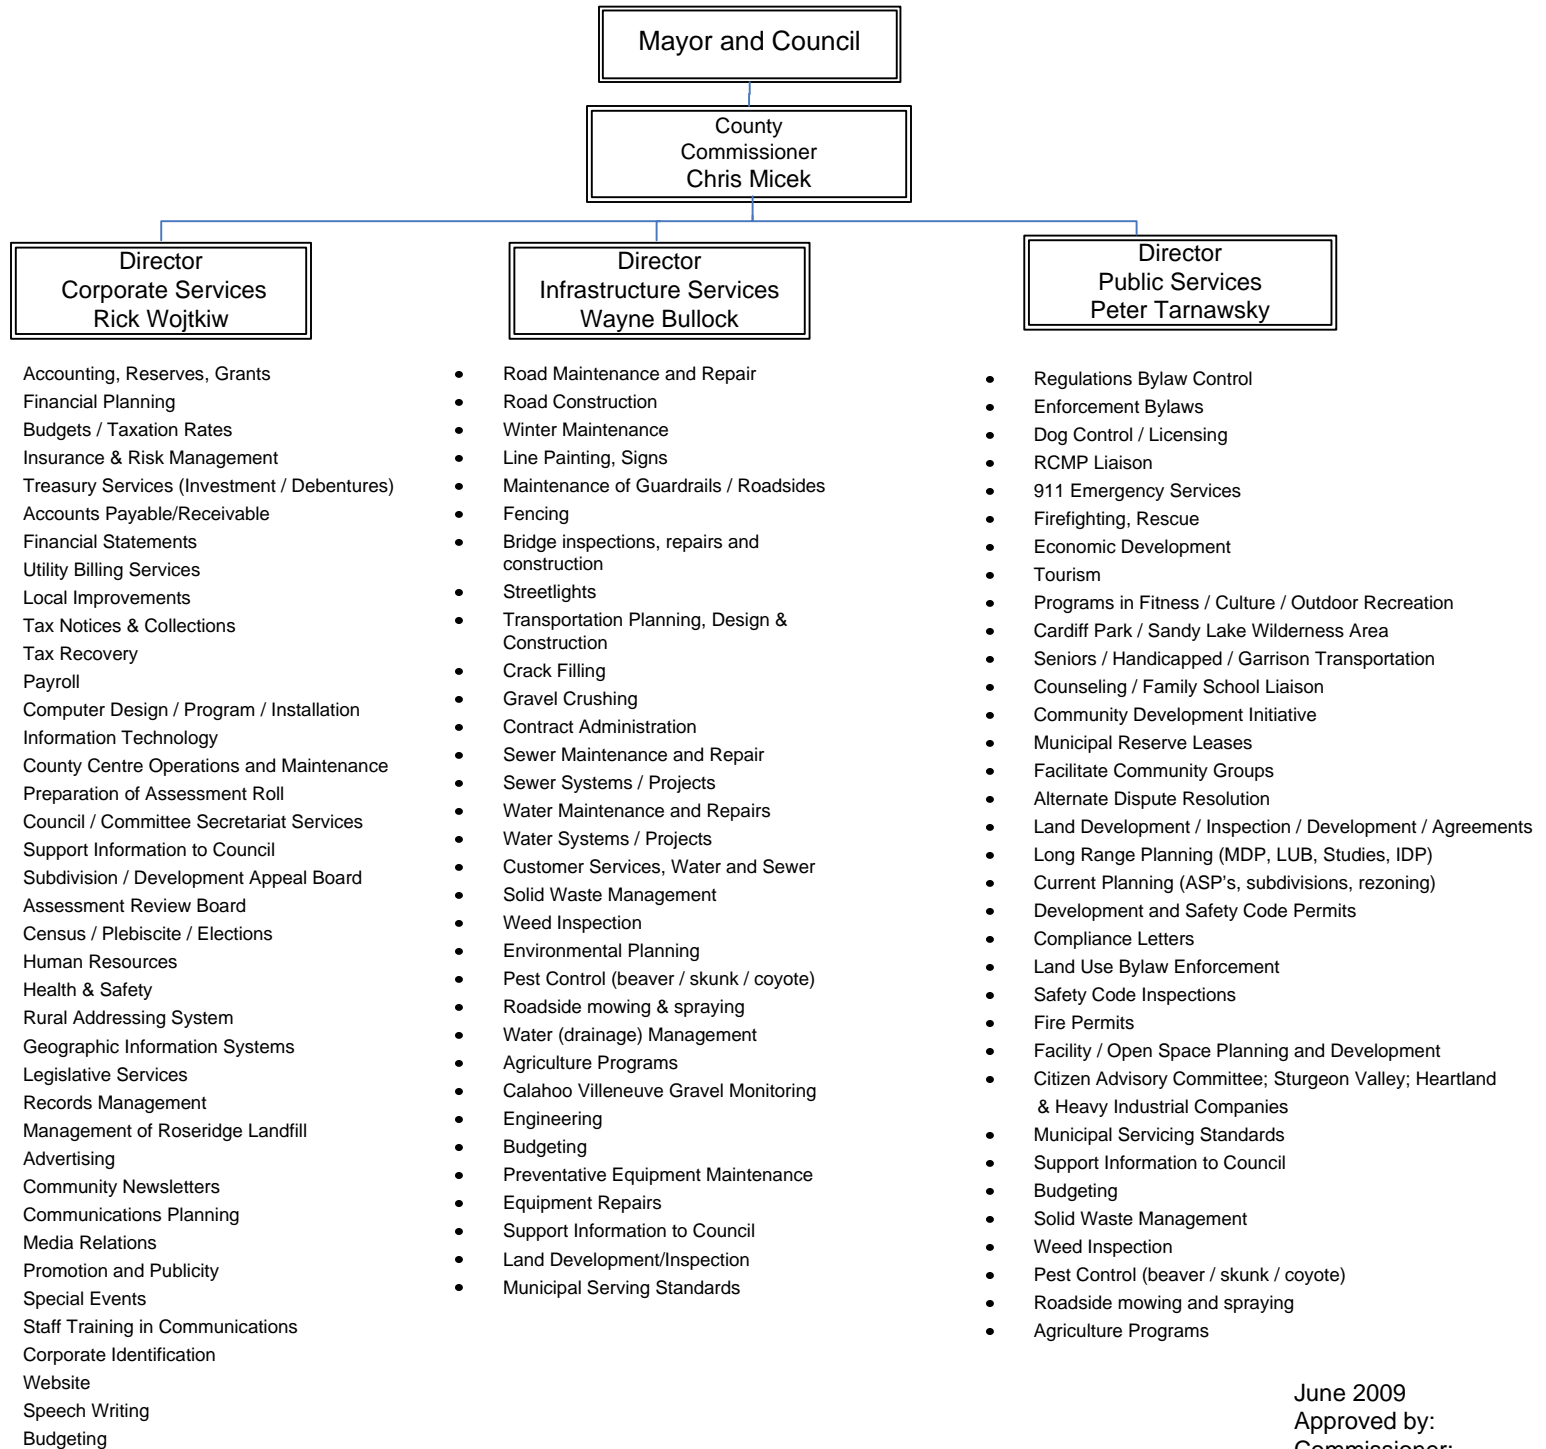 Mayor and Council
County
Commissioner
Chris Micek
Director
Corporate Services
Rick Wojtkiw
Director
Infrastructure Services
Wayne Bullock
Director
Public Services
Peter Tarnawsky
Accounting, Reserves, Grants
Financial Planning
Budgets / Taxation Rates
Insurance & Risk Management
Treasury Services (Investment / Debentures)
Accounts Payable/Receivable
Financial Statements
Utility Billing Services
Local Improvements
Tax Notices & Collections
Tax Recovery
Payroll
Computer Design / Program / Installation
Information Technology
County Centre Operations and Maintenance
Preparation of Assessment Roll
Council / Committee Secretariat Services
Support Information to Council
Subdivision / Development Appeal Board
Assessment Review Board
Census / Plebiscite / Elections
Human Resources
Health & Safety
Rural Addressing System
Geographic Information Systems
Legislative Services
Records Management
Management of Roseridge Landfill
Advertising
Community Newsletters
Communications Planning
Media Relations
Promotion and Publicity
Special Events
Staff Training in Communications
Corporate Identification
Website
Speech Writing
Budgeting
• Road Maintenance and Repair
• Road Construction
• Winter Maintenance
• Line Painting, Signs
• Maintenance of Guardrails / Roadsides
• Fencing
• Bridge inspections, repairs and
construction
• Streetlights
• Transportation Planning, Design &
Construction
• Crack Filling
• Gravel Crushing
• Contract Administration
• Sewer Maintenance and Repair
• Sewer Systems / Projects
• Water Maintenance and Repairs
• Water Systems / Projects
• Customer Services, Water and Sewer
• Solid Waste Management
• Weed Inspection
• Environmental Planning
• Pest Control (beaver / skunk / coyote)
• Roadside mowing & spraying
• Water (drainage) Management
• Agriculture Programs
• Calahoo Villeneuve Gravel Monitoring
• Engineering
• Budgeting
• Preventative Equipment Maintenance
• Equipment Repairs
• Support Information to Council
• Land Development/Inspection
• Municipal Serving Standards
• Regulations Bylaw Control
• Enforcement Bylaws
• Dog Control / Licensing
• RCMP Liaison
• 911 Emergency Services
• Firefighting, Rescue
• Economic Development
• Tourism
• Programs in Fitness / Culture / Outdoor Recreation
• Cardiff Park / Sandy Lake Wilderness Area
• Seniors / Handicapped / Garrison Transportation
• Counseling / Family School Liaison
• Community Development Initiative
• Municipal Reserve Leases
• Facilitate Community Groups
• Alternate Dispute Resolution
• Land Development / Inspection / Development / Agreements
• Long Range Planning (MDP, LUB, Studies, IDP)
• Current Planning (ASP's, subdivisions, rezoning)
• Development and Safety Code Permits
• Compliance Letters
• Land Use Bylaw Enforcement
• Safety Code Inspections
• Fire Permits
• Facility / Open Space Planning and Development
• Citizen Advisory Committee; Sturgeon Valley; Heartland
& Heavy Industrial Companies
• Municipal Servicing Standards
• Support Information to Council
• Budgeting
• Solid Waste Management
• Weed Inspection
• Pest Control (beaver / skunk / coyote)
• Roadside mowing and spraying
• Agriculture Programs
June 2009
Approved by:
Commissioner: